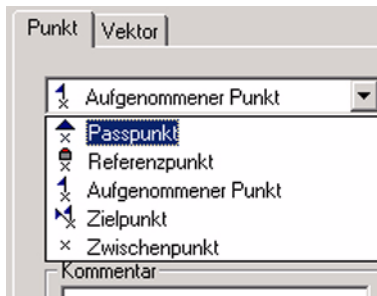 Punkt Vektor
Aufgenommener Punkt
Passpunkt
Referenzpunkt
Aufgenommener Punkt
Zielpunkt
Zwischenpunkt
Kommentar